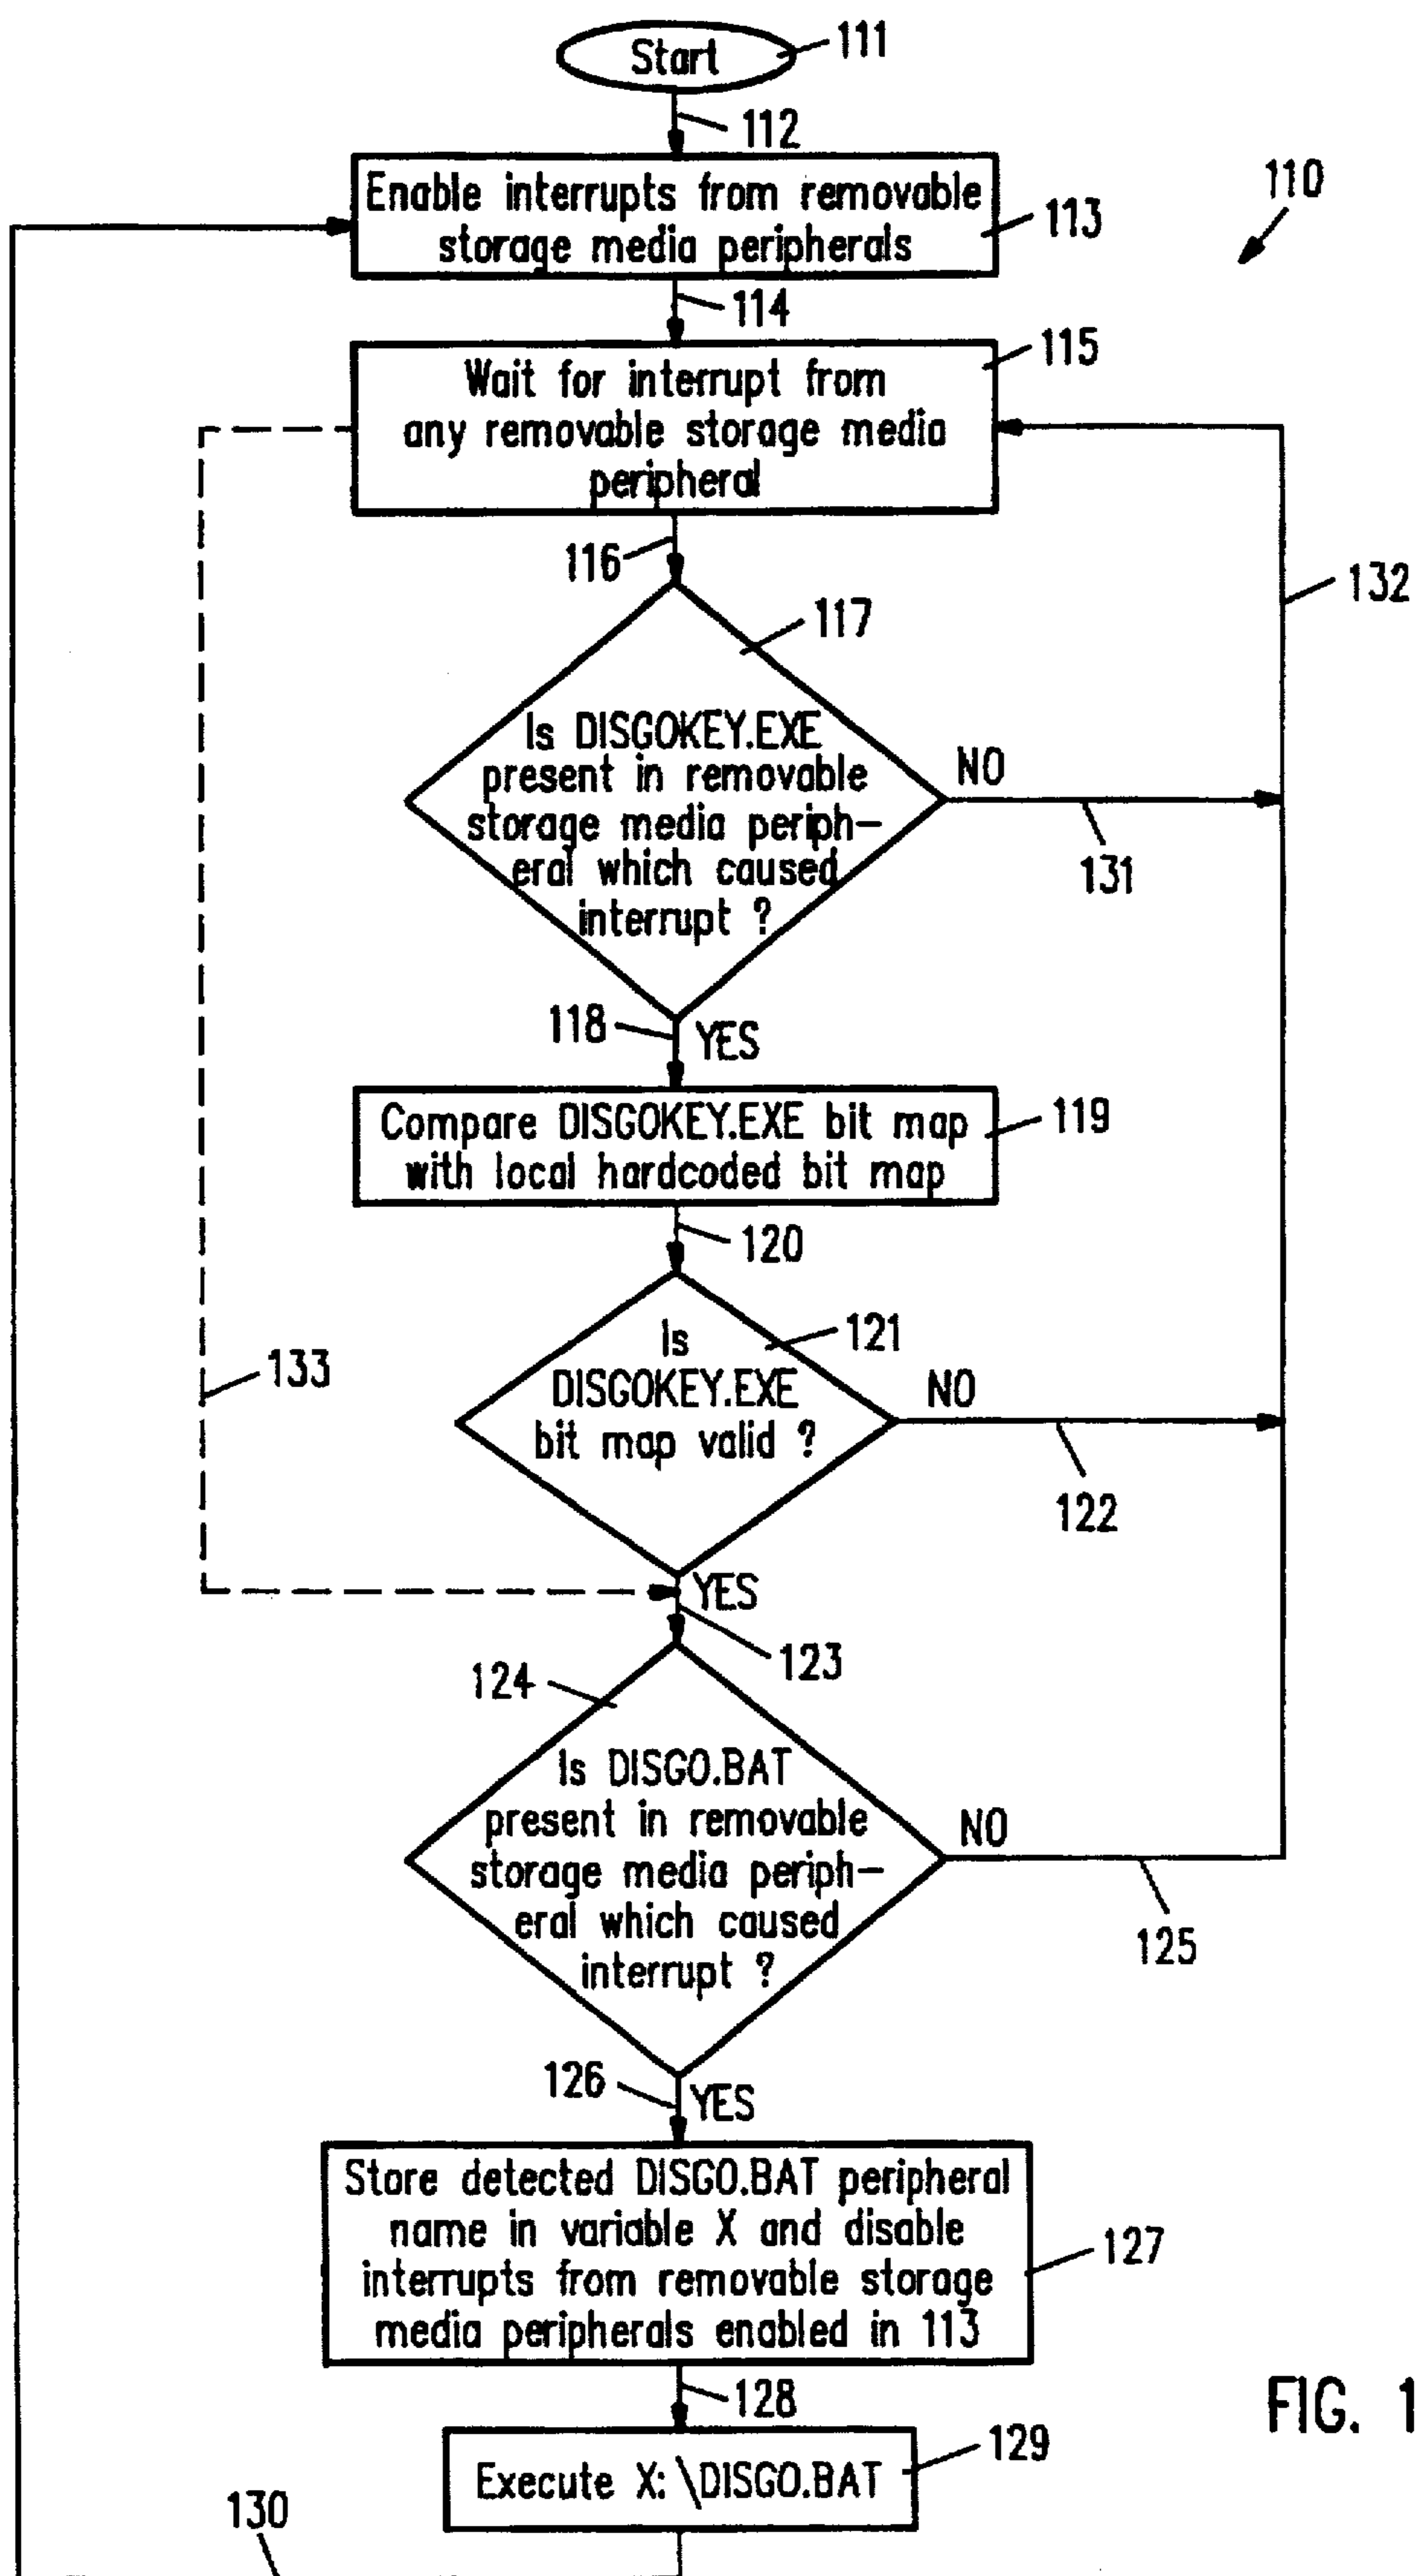 Start
111
112
110
Enable interrupts from removable
storage media peripherals
113
114
115
Wait for interrupt from
any removable storage media
peripheral
116
132
117
Is DISGOKEY.EXE
present in removable
storage media periph-
eral which caused
interrupt ?
NO
131
118
YES
Compare DISGOKEY.EXE bit map
with local hardcoded bit map
119
120
121
Is
DISGOKEY.EXE
bit map valid ?
NO
133
122
YES
123
124
Is DISGO.BAT
present in removable
storage media periph-
eral which caused
interrupt ?
NO
125
126
YES
Store detected DISGO.BAT peripheral
name in variable X and disable
interrupts from removable storage
media peripherals enabled in 113
127
128
FIG. 1
129
Execute X: \DISGO.BAT
130